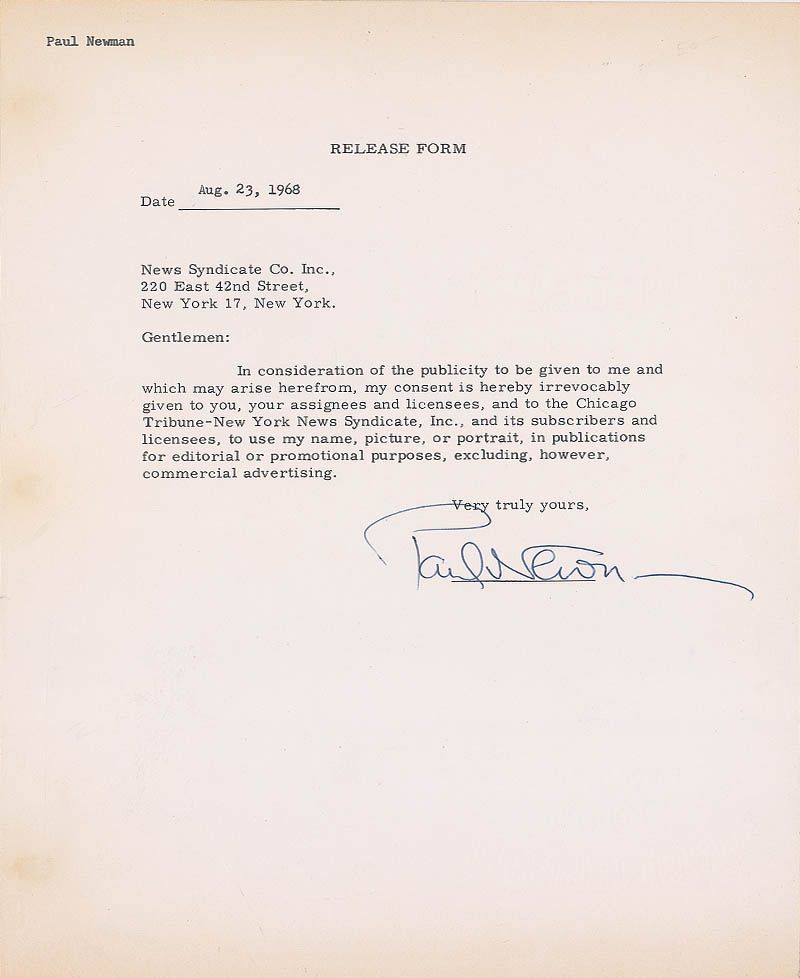 Paul Newman
RELEASE FORM
Aug. 23, 1968
Date
News Syndicate Co. Inc.,
220 East 42nd Street,
New York 17, New York.
Gentlemen:
In consideration of the publicity to be given to me and
which may arise herefrom, my consent is hereby irrevocably
given to you, your assignees and licensees, and to the Chicago
Tribune-New York News Syndicate, Inc., and its subscribers and
licensees, to use my name, picture, or portrait, in publications
for editorial or promotional purposes, excluding, however,
commercial advertising.
Very truly yours,
Paul Newman